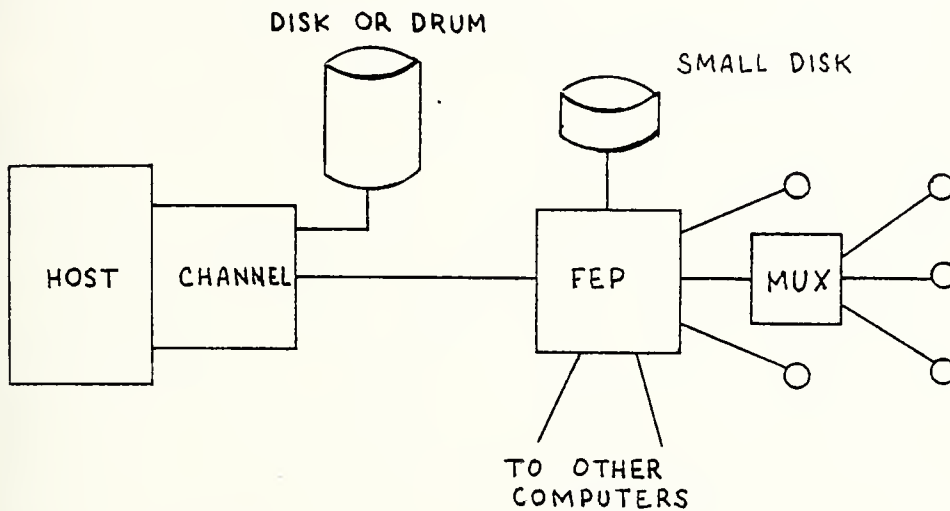 DISK OR DRUM
SMALL DISK
HOST
CHANNEL
FEP
MUX
TO OTHER
COMPUTERS